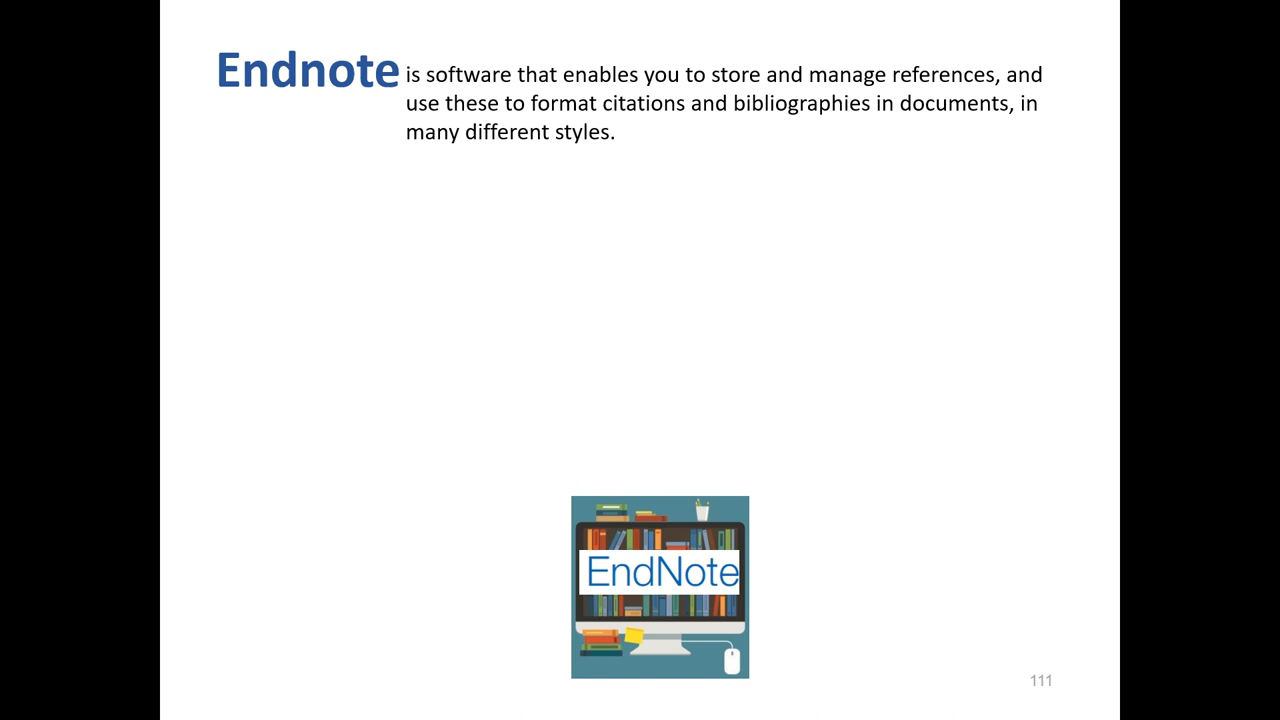 Endnote is software that enables you to store and manage references, and
use these to format citations and bibliographies in documents, in
many different styles.
EndNote
111